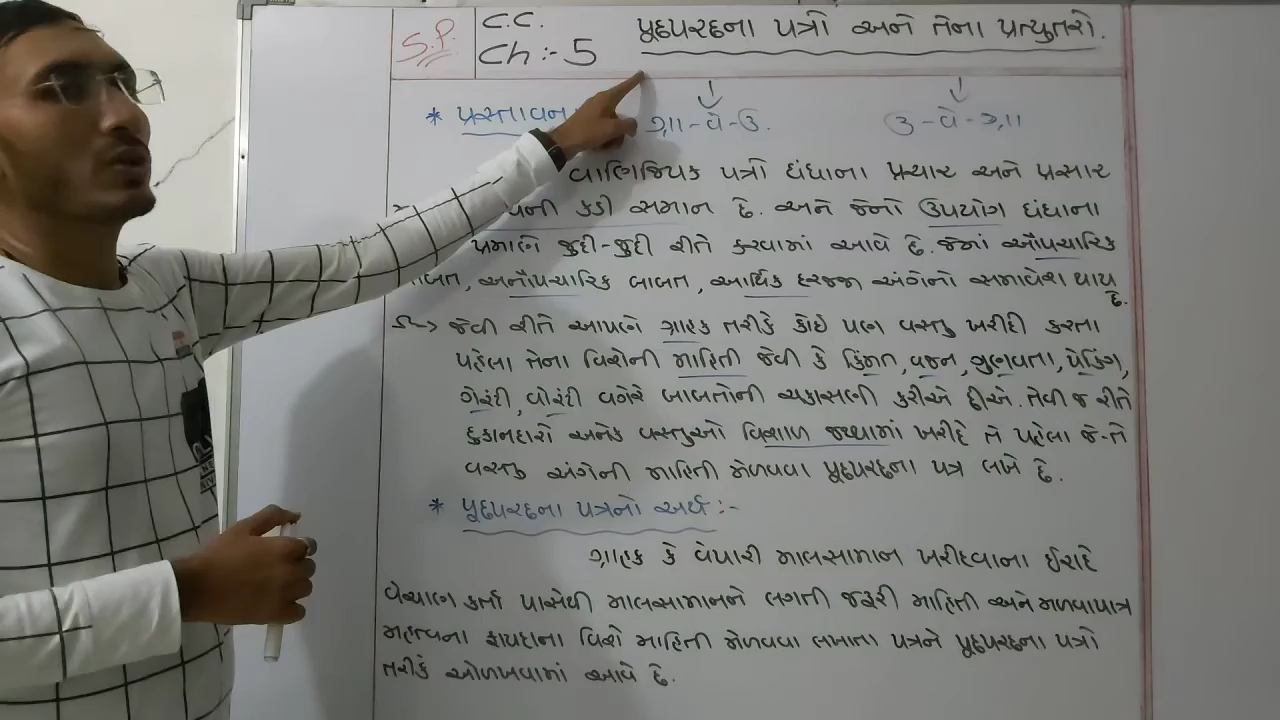 S.P.
C.C.
Ch :- 5
પૂછપરછના પત્રો અને તેના પ્રત્યુતરો.
* પ્રસ્તાવન
ગ્રા - વે - ઉ.
ઉ - વે - ગ્રા
વાણિજ્યિક પત્રો ધંધાના પ્રચાર અને પ્રસાર
કડી સમાન છે. અને જેનો ઉપયોગ ધંધાના
પ્રમાણે જુદી-જુદી રીતે કરવામાં આવે છે. જેમાં ઔપચારિક
બાબત, અનૌપચારિક બાબત, આર્થિક દરજ્જા અંગેનો સમાવેશ થાય છે.
જેવી રીતે આપણે ગ્રાહક તરીકે કોઇ પણ વસ્તુ ખરીદી કરતા
પહેલા તેના વિશેની માહિતી જેવી કે કિંમત, વજન, ગુણવતા, પેકિંગ,
ગેરંટી, વોરંટી વગેરે બાબતોની ચકાસણી કરીએ છીએ. તેવી જ રીતે
દુકાનદારો અનેક વસ્તુઓ વિશાળ જથ્થામાં ખરીદે તે પહેલા જે-તે
વસ્તુ અંગેની માહિતી મેળવવા પૂછપરછના પત્ર લખે છે.
* પૂછપરછના પત્રનો અર્થ :-
ગ્રાહક કે વેપારી માલસામાન ખરીદવાના ઈરાદે
વેચાણ કર્તા પાસેથી માલસામાનને લગતી જરૂરી માહિતી અને મળવાપાત્ર
મહત્વના ફાયદાના વિશે માહિતી મેળવવા લખાતા પત્રને પૂછપરછના પત્રો
તરીકે ઓળખવામાં આવે છે.